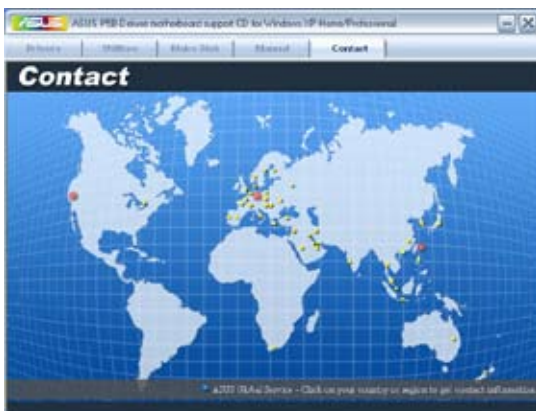 ASUS ASUS P5B-Deluxe motherboard support CD for Windows XP Home/Professional
Drivers Utilities Make Disk Manual Contact
Contact
ASUS Global Service - Click on your country or region to get contact information